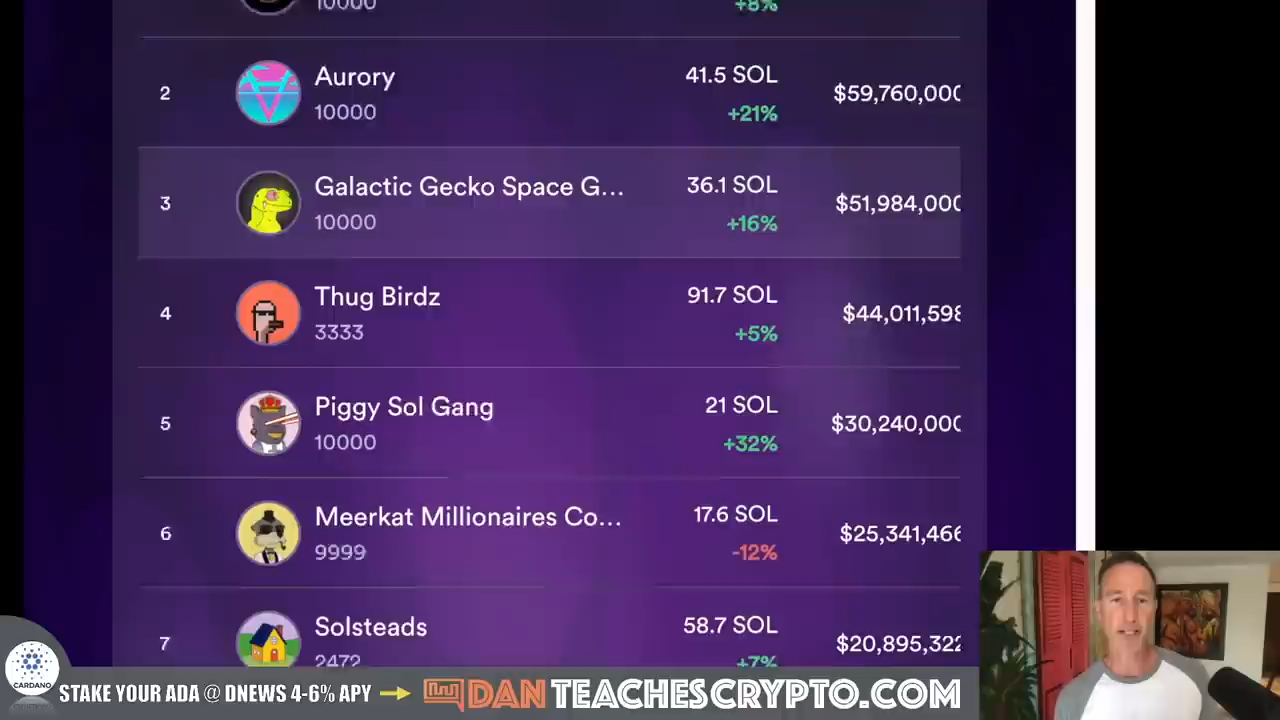 10000
+8%
2
Aurory
10000
41.5 SOL
+21%
$59,760,000
3
Galactic Gecko Space G...
10000
36.1 SOL
+16%
$51,984,000
4
Thug Birdz
3333
91.7 SOL
+5%
$44,011,598
5
Piggy Sol Gang
10000
21 SOL
+32%
$30,240,000
6
Meerkat Millionaires Co...
9999
17.6 SOL
-12%
$25,341,466
7
Solsteads
2472
58.7 SOL
+7%
$20,895,322
CARDANO
STAKE YOUR ADA @ DNEWS 4-6% APY
DANTEACHESCRYPTO.COM